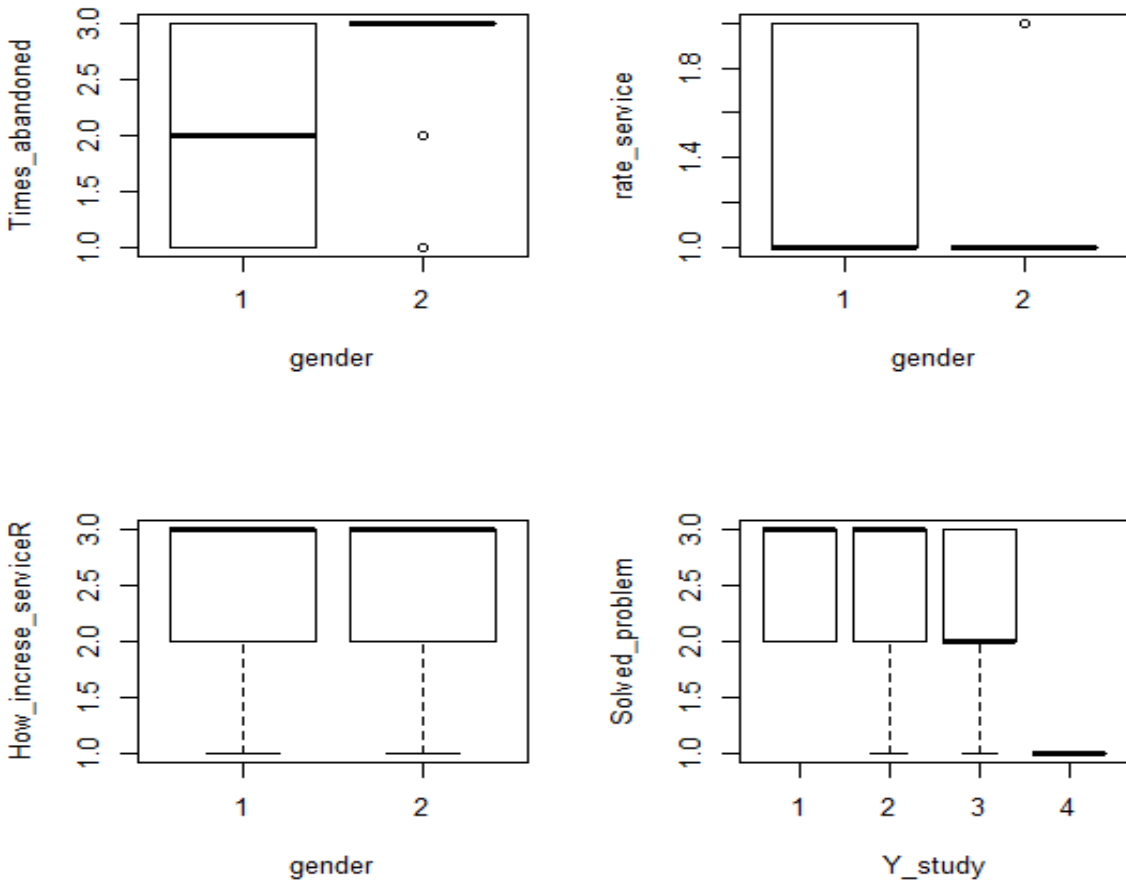 Times_abandoned
3.0
2.5
2.0
1.5
1.0
1 2
gender
rate_service
1.8
1.4
1.0
1 2
gender
How_increse_serviceR
3.0
2.5
2.0
1.5
1.0
1 2
gender
Solved_problem
3.0
2.5
2.0
1.5
1.0
1 2 3 4
Y_study